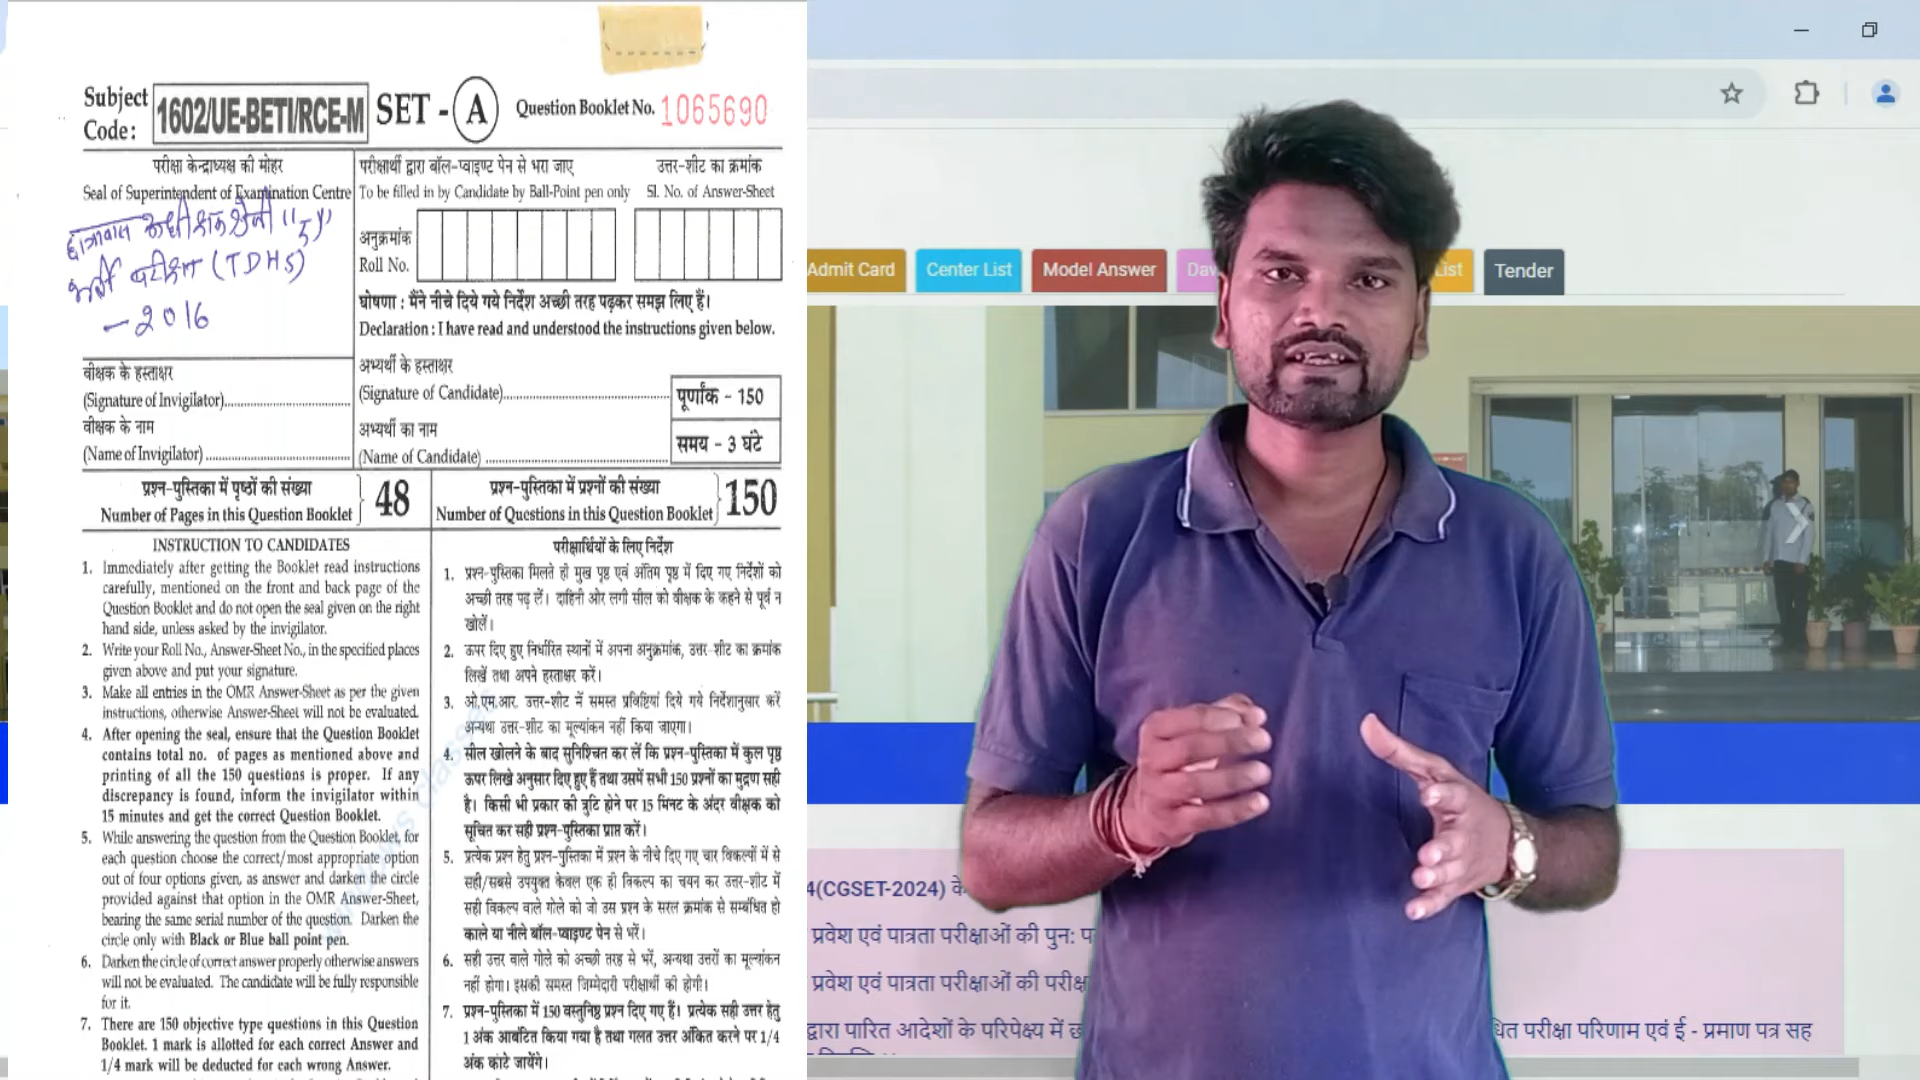 Subject
Code :
1602/UE-BETI/RCE-M
SET - A
Question Booklet No. 1065690
परीक्षा केन्द्राध्यक्ष की मोहर
Seal of Superintendent of Examination Centre
छात्रावास अधीक्षक श्रेणी "द"
भर्ती परीक्षा (TDHS)
- 2016
परीक्षार्थी द्वारा बॉल-प्वाइण्ट पेन से भरा जाए
To be filled in by Candidate by Ball-Point pen only
उत्तर-शीट का क्रमांक
Sl. No. of Answer-Sheet
अनुक्रमांक
Roll No.
घोषणा : मैंने नीचे दिये गये निर्देश अच्छी तरह पढ़कर समझ लिए हैं।
Declaration : I have read and understood the instructions given below.
वीक्षक के हस्ताक्षर
(Signature of Invigilator)
वीक्षक के नाम
(Name of Invigilator)
अभ्यर्थी के हस्ताक्षर
(Signature of Candidate)
अभ्यर्थी का नाम
(Name of Candidate)
पूर्णांक - 150
समय - 3 घंटे
प्रश्न-पुस्तिका में पृष्ठों की संख्या
Number of Pages in this Question Booklet
48
प्रश्न-पुस्तिका में प्रश्नों की संख्या
Number of Questions in this Question Booklet
150
INSTRUCTION TO CANDIDATES
1. Immediately after getting the Booklet read instructions
carefully, mentioned on the front and back page of the
Question Booklet and do not open the seal given on the right
hand side, unless asked by the invigilator.
2. Write your Roll No., Answer-Sheet No., in the specified places
given above and put your signature.
3. Make all entries in the OMR Answer-Sheet as per the given
instructions, otherwise Answer-Sheet will not be evaluated.
4. After opening the seal, ensure that the Question Booklet
contains total no. of pages as mentioned above and
printing of all the 150 questions is proper. If any
discrepancy is found, inform the invigilator within
15 minutes and get the correct Question Booklet.
5. While answering the question from the Question Booklet, for
each question choose the correct/most appropriate option
out of four options given, as answer and darken the circle
provided against that option in the OMR Answer-Sheet,
bearing the same serial number of the question. Darken the
circle only with Black or Blue ball point pen.
6. Darken the circle of correct answer properly otherwise answers
will not be evaluated. The candidate will be fully responsible
for it.
7. There are 150 objective type questions in this Question
Booklet. 1 mark is allotted for each correct Answer and
1/4 mark will be deducted for each wrong Answer.
परीक्षार्थियों के लिए निर्देश
1. प्रश्न-पुस्तिका मिलते ही मुख पृष्ठ एवं अंतिम पृष्ठ में दिए गए निर्देशों को
अच्छी तरह पढ़ लें। दाहिनी ओर लगी सील को वीक्षक के कहने से पूर्व न
खोलें।
2. ऊपर दिए हुए निर्धारित स्थानों में अपना अनुक्रमांक, उत्तर-शीट का क्रमांक
लिखें तथा अपने हस्ताक्षर करें।
3. ओ.एम.आर. उत्तर-शीट में समस्त प्रविष्टियां दिये गये निर्देशानुसार करें
अन्यथा उत्तर-शीट का मूल्यांकन नहीं किया जाएगा।
4. सील खोलने के बाद सुनिश्चित कर लें कि प्रश्न-पुस्तिका में कुल पृष्ठ
ऊपर लिखे अनुसार दिए हुए हैं तथा उसमें सभी 150 प्रश्नों का मुद्रण सही
है। किसी भी प्रकार की त्रुटि होने पर 15 मिनट के अंदर वीक्षक को
सूचित कर सही प्रश्न-पुस्तिका प्राप्त करें।
5. प्रत्येक प्रश्न हेतु प्रश्न-पुस्तिका में प्रश्न के नीचे दिए गए चार विकल्पों में से
सही/सबसे उपयुक्त केवल एक ही विकल्प का चयन कर उत्तर-शीट में
सही विकल्प वाले गोले को जो उस प्रश्न के सरल क्रमांक से सम्बंधित हो
काले या नीले बॉल-प्वाइण्ट पेन से भरें।
6. सही उत्तर वाले गोले को अच्छी तरह से भरें, अन्यथा उत्तरों का मूल्यांकन
नहीं होगा। इसकी समस्त जिम्मेदारी परीक्षार्थी की होगी।
7. प्रश्न-पुस्तिका में 150 वस्तुनिष्ठ प्रश्न दिए गए हैं। प्रत्येक सही उत्तर हेतु
1 अंक आबंटित किया गया है तथा गलत उत्तर अंकित करने पर 1/4
अंक काटे जायेंगे।
Admit Card
Center List
Model Answer
List
Tender
4(CGSET-2024) के
प्रवेश एवं पात्रता परीक्षाओं की पुन:
प्रवेश एवं पात्रता परीक्षाओं की
द्वारा पारित आदेशों के परिपेक्ष्य में
परीक्षा परिणाम एवं ई - प्रमाण पत्र सह